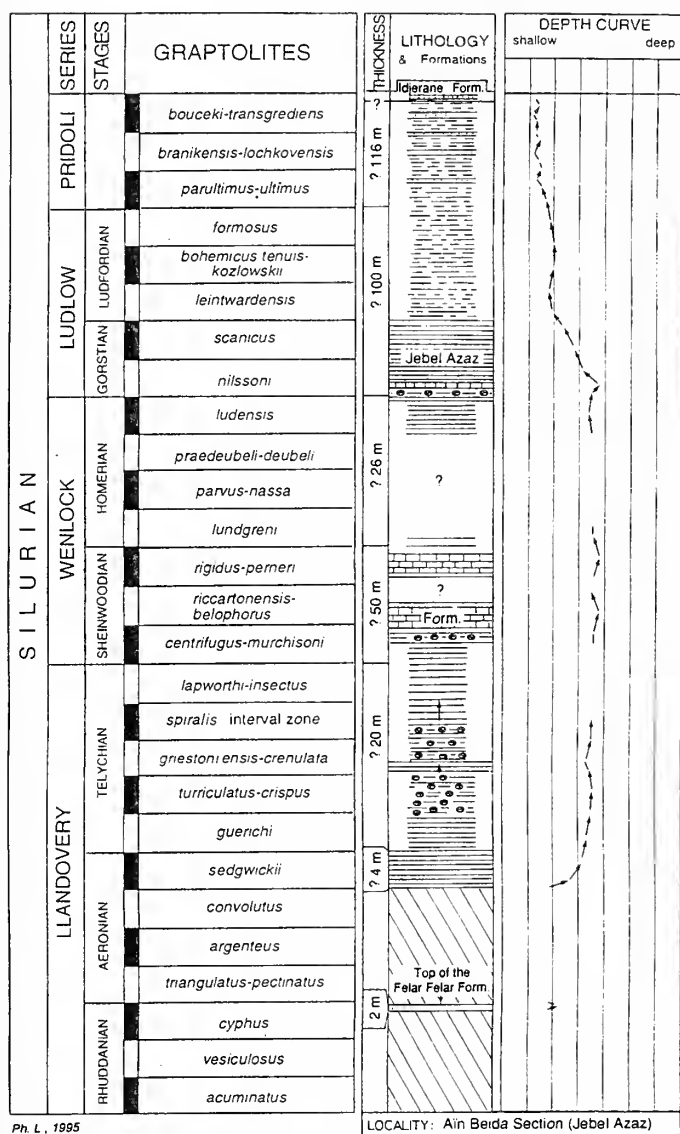 SERIES
STAGES
GRAPTOLITES
THICKNESS
LITHOLOGY
& Formations
DEPTH CURVE
shallow deep
SILURIAN
PRIDOLI
LUDLOW
WENLOCK
LLANDOVERY
LUDFORDIAN
GORSTIAN
HOMERIAN
SHEINWOODIAN
TELYCHIAN
AERONIAN
RHUDDANIAN
bouceki-transgrediens
branikensis-lochkovensis
parultimus-ultimus
formosus
bohemicus tenuis-
kozlowskii
leintwardensis
scanicus
nilssoni
ludensis
praedeubeli-deubeli
parvus-nassa
lundgreni
rigidus-perneri
riccartonensis-
belophorus
centrifugus-murchisoni
lapworthi-insectus
spiralis interval zone
griestoniensis-crenulata
turriculatus-crispus
guerichi
sedgwickii
convolutus
argenteus
triangulatus-pectinatus
cyphus
vesiculosus
acuminatus
?
? 116 m
? 100 m
? 26 m
? 50 m
? 20 m
? 4 m
2 m
Idjerane Form.
Jebel Azaz
?
?
Form.
Top of the
Felar Felar Form.
Ph. L., 1995
LOCALITY: Aïn Beida Section (Jebel Azaz)